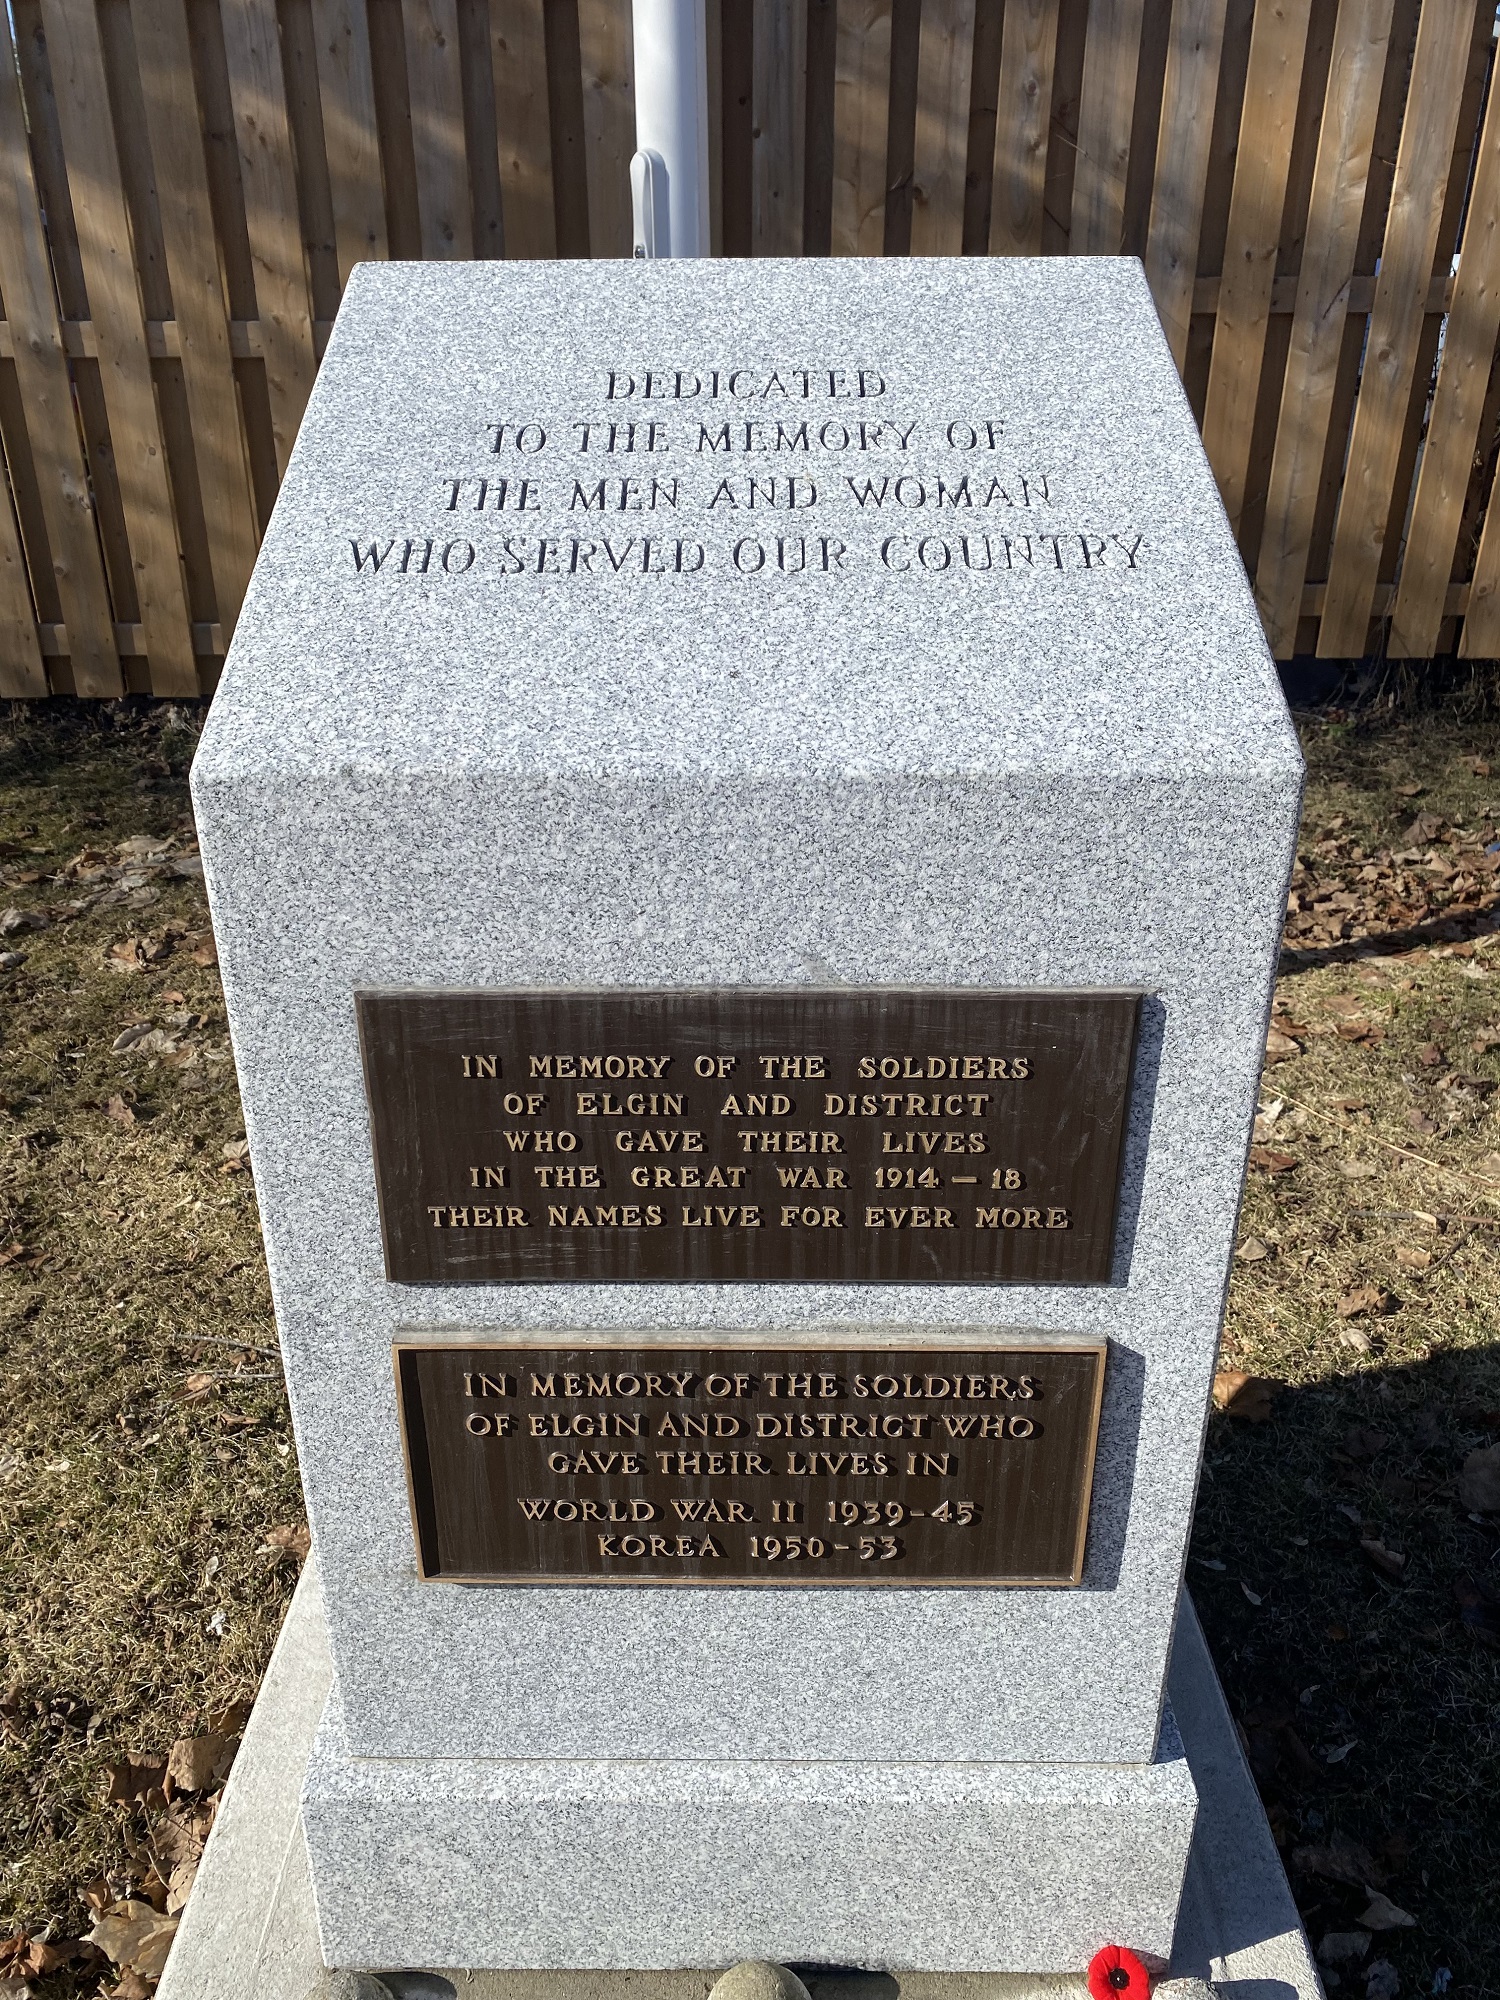 DEDICATED
TO THE MEMORY OF
THE MEN AND WOMAN
WHO SERVED OUR COUNTRY
IN MEMORY OF THE SOLDIERS
OF ELGIN AND DISTRICT
WHO GAVE THEIR LIVES
IN THE GREAT WAR 1914 – 18
THEIR NAMES LIVE FOR EVER MORE
IN MEMORY OF THE SOLDIERS
OF ELGIN AND DISTRICT WHO
GAVE THEIR LIVES IN
WORLD WAR II 1939-45
KOREA 1950-53